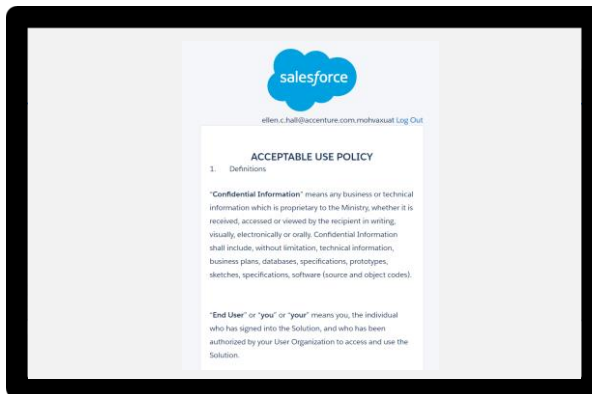 salesforce
ellen.c.hall@accenture.com.mohvaxuat Log Out
ACCEPTABLE USE POLICY
1. Definitions
"Confidential Information" means any business or technical
information which is proprietary to the Ministry, whether it is
received, accessed or viewed by the recipient in writing,
visually, electronically or orally. Confidential Information
shall include, without limitation, technical information,
business plans, databases, specifications, prototypes,
sketches, specifications, software (source and object codes).
"End User" or "you" or "your" means you, the individual
who has signed into the Solution, and who has been
authorized by your User Organization to access and use the
Solution.